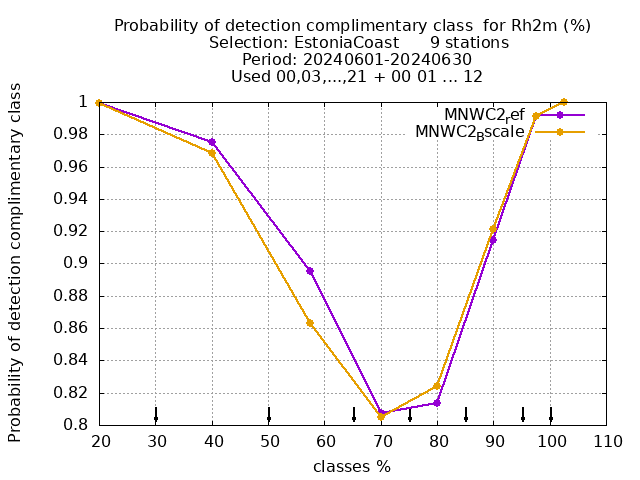 Probability of detection complimentary class  for Rh2m (%)
Selection: EstoniaCoast      9 stations
Period: 20240601-20240630
Used 00,03,...,21 + 00 01 ... 12
Probability of detection complimentary class
MNWC2ref
MNWC2Bscale
1
0.98
0.96
0.94
0.92
0.9
0.88
0.86
0.84
0.82
0.8
20 30 40 50 60 70 80 90 100 110
classes %